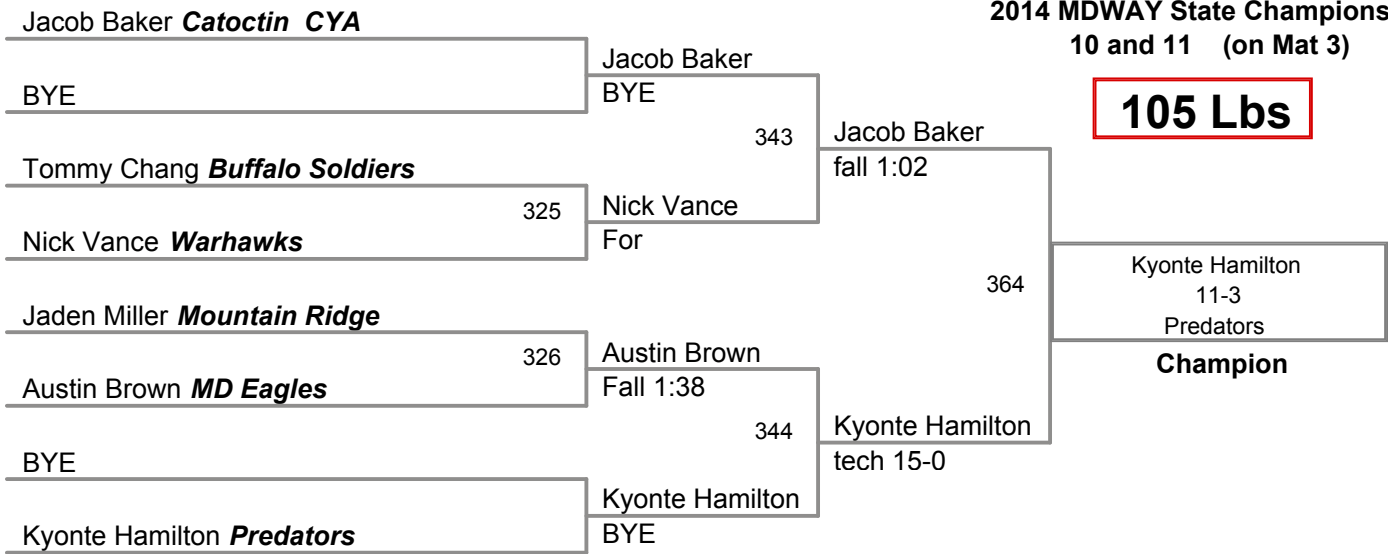 2014 MDWAY State Champions
10 and 11 (on Mat 3)
105 Lbs
Jacob Baker Catoctin CYA
BYE
Tommy Chang Buffalo Soldiers
325
Nick Vance Warhawks
Jaden Miller Mountain Ridge
326
Austin Brown MD Eagles
BYE
Kyonte Hamilton Predators
Jacob Baker
BYE
343
Nick Vance
For
Austin Brown
Fall 1:38
344
Kyonte Hamilton
BYE
Jacob Baker
fall 1:02
364
Kyonte Hamilton
tech 15-0
Kyonte Hamilton
11-3
Predators
Champion